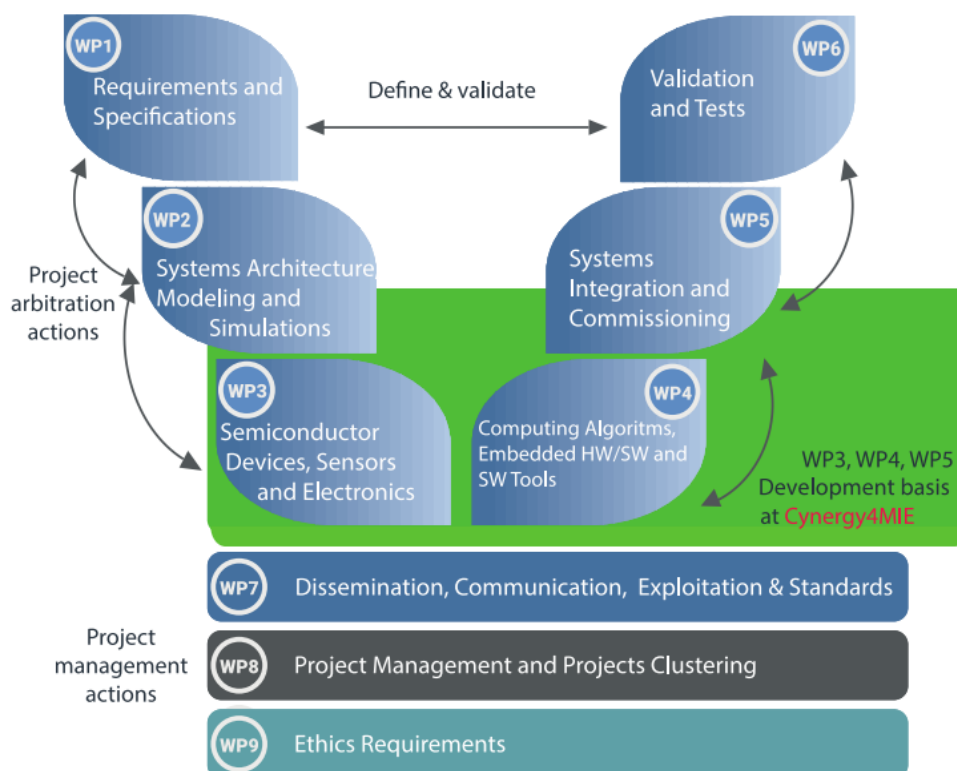 WP1
Requirements and
Specifications
Define & validate
WP6
Validation
and Tests
WP2
Systems Architecture,
Modeling and
Simulations
WP5
Systems
Integration and
Commissioning
Project
arbitration
actions
WP3
Semiconductor
Devices, Sensors
and Electronics
WP4
Computing Algoritms,
Embedded HW/SW and
SW Tools
WP3, WP4, WP5
Development basis
at Cynergy4MIE
WP7
Dissemination, Communication, Exploitation & Standards
Project
management
actions
WP8
Project Management and Projects Clustering
WP9
Ethics Requirements